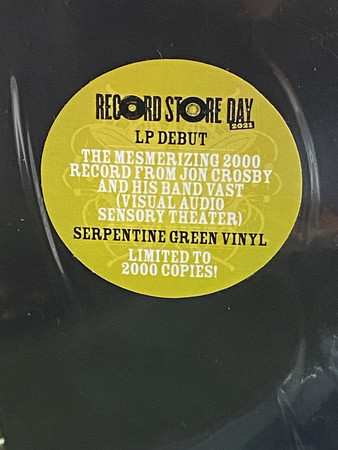 RECORD STORE DAY
2021
LP DEBUT
THE MESMERIZING 2000
RECORD FROM JON CROSBY
AND HIS BAND VAST
(VISUAL AUDIO
SENSORY THEATER)
SERPENTINE GREEN VINYL
LIMITED TO
2000 COPIES!